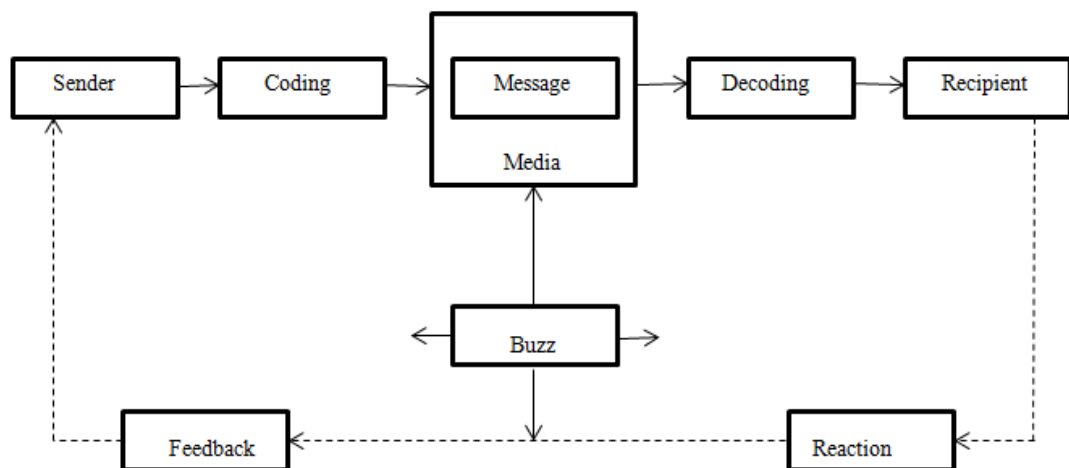 Sender
Coding
Message
Media
Decoding
Recipient
Buzz
Feedback
Reaction